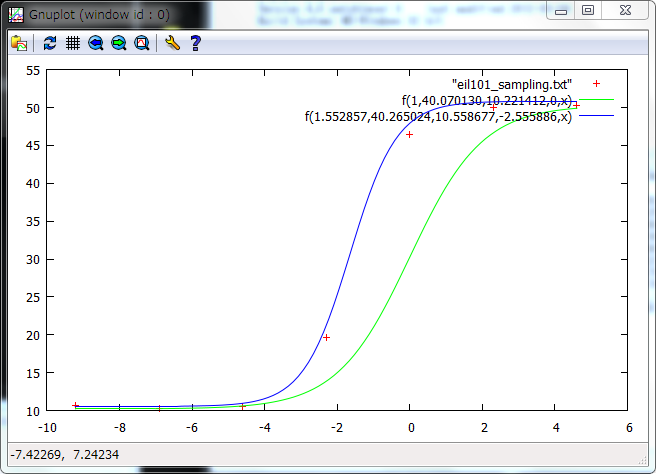 Gnuplot (window id : 0)
55
50
45
40
35
30
25
20
15
10
"eil101_sampling.txt"
f(1,40.070130,10.221412,0,x)
f(1.552857,40.265024,10.558677,-2.555886,x)
-10 -8 -6 -4 -2 0 2 4 6
-7.42269, 7.24234